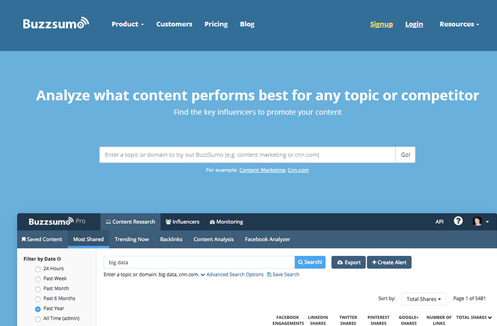 Buzzsumo Product Customers Pricing Blog Signup Login Resources
Analyze what content performs best for any topic or competitor
Find the key influencers to promote your content
Enter a topic or domain to try out BuzzSumo (e.g. content marketing or cnn.com) Go!
For example: Content Marketing, Cnn.com
Buzzsumo Pro Content Research Influencers Monitoring API
Saved Content Most Shared Trending Now Backlinks Content Analysis Facebook Analyzer
Filter by Date
24 Hours
Past Week
Past Month
Past 6 Months
Past Year
All Time (admin)
big data Search! Export Create Alert
Enter a topic or domain: big data, cnn.com. Advanced Search Options Save Search
Sort by: Total Shares Page 1 of 5481
FACEBOOK ENGAGEMENTS LINKEDIN SHARES TWITTER SHARES PINTEREST SHARES GOOGLE+ SHARES NUMBER OF LINKS TOTAL SHARES